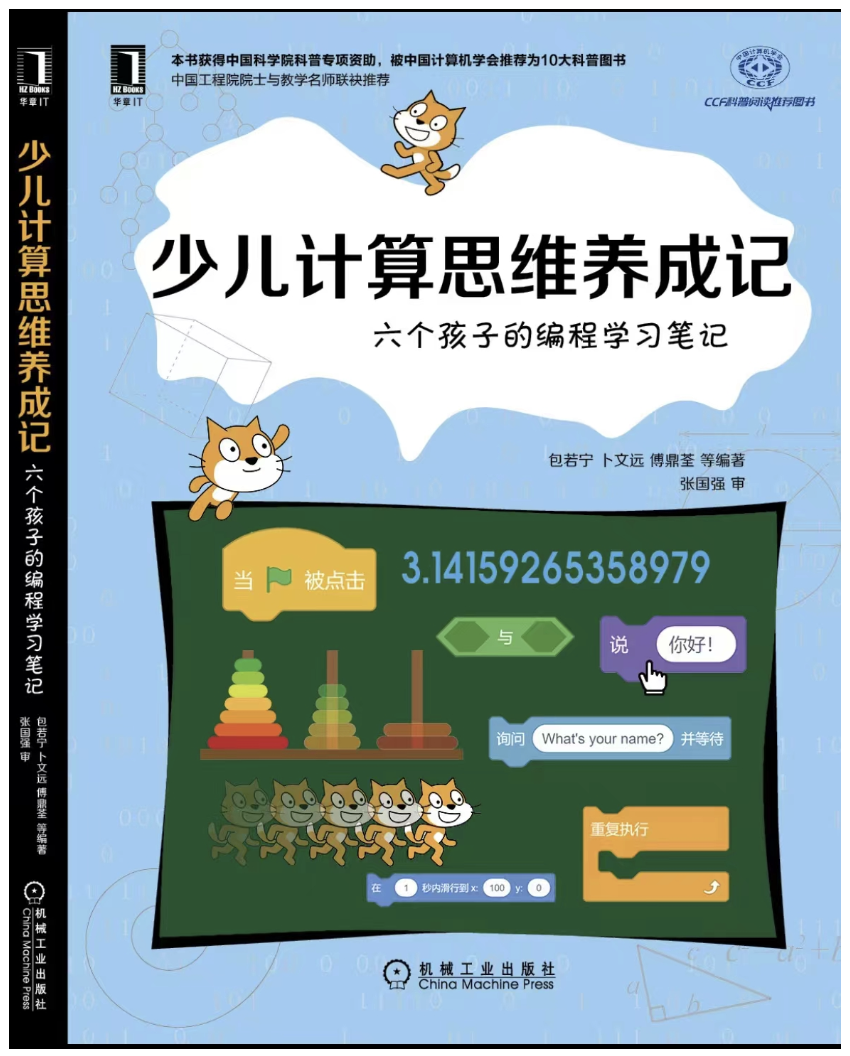 HZ BOOKS
华章IT
少儿计算思维养成记
六个孩子的编程学习笔记
包若宁 卜文远 傅鼎荃 等编著
张国强 审
机械工业出版社
China Machine Press
HZ BOOKS
华章IT
本书获得中国科学院科普专项资助，被中国计算机学会推荐为10大科普图书
中国工程院院士与教学名师联袂推荐
中国计算机学会
CCF
CCF科普阅读推荐图书
少儿计算思维养成记
六个孩子的编程学习笔记
包若宁 卜文远 傅鼎荃 等编著
张国强 审
当 被点击
3.14159265358979
与
说 你好！
询问 What's your name? 并等待
重复执行
在 1 秒内滑行到 x: 100 y: 0
机械工业出版社
China Machine Press
a
b